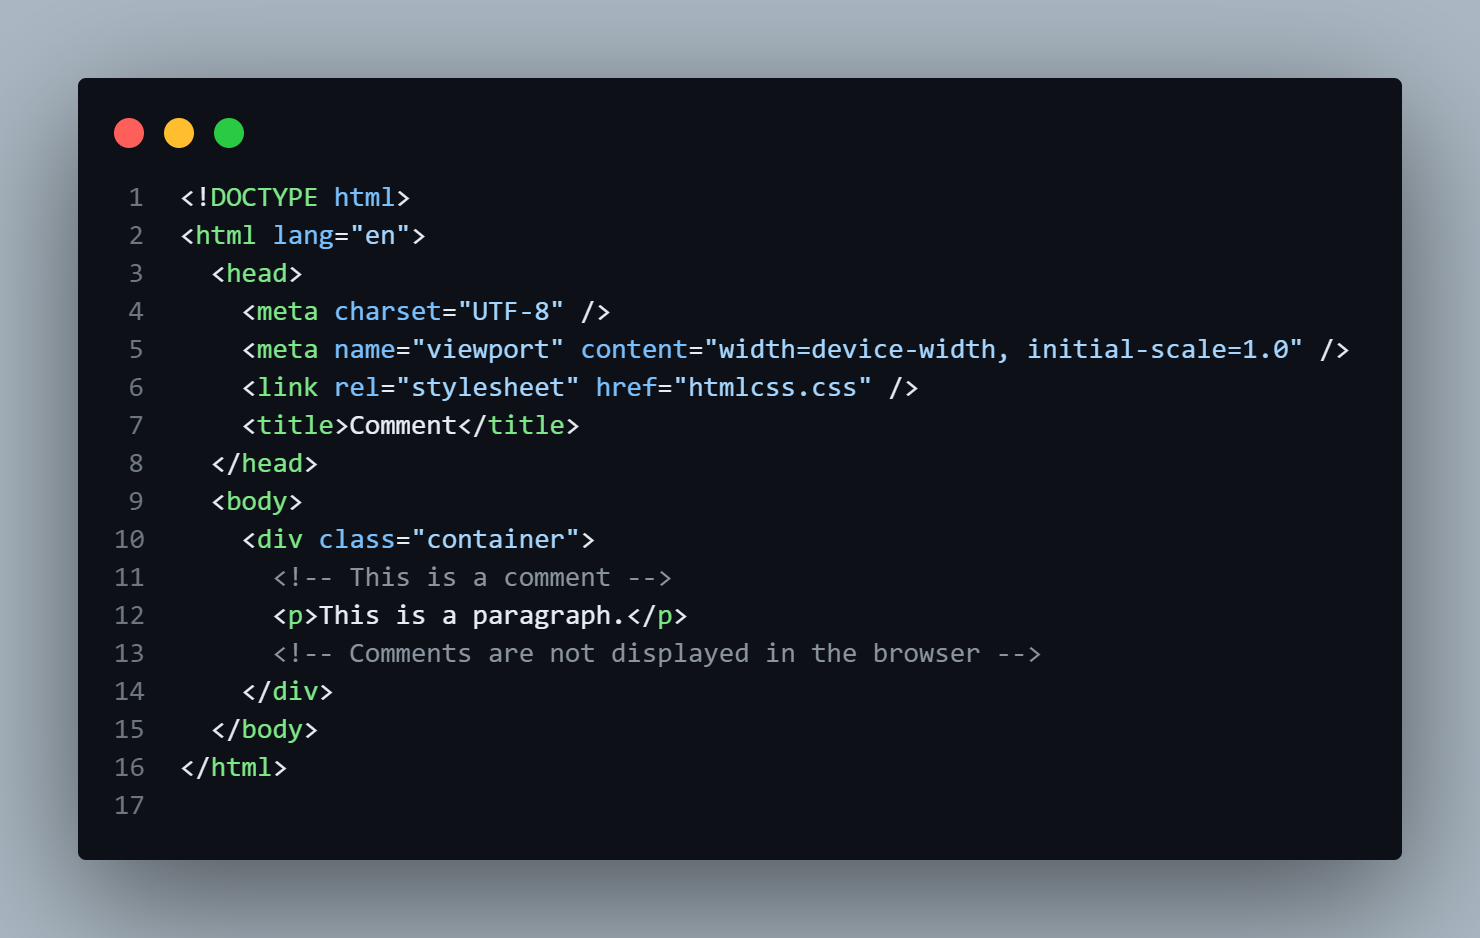 1 <!DOCTYPE html>
2 <html lang="en">
3   <head>
4     <meta charset="UTF-8" />
5     <meta name="viewport" content="width=device-width, initial-scale=1.0" />
6     <link rel="stylesheet" href="htmlcss.css" />
7     <title>Comment</title>
8   </head>
9   <body>
10     <div class="container">
11       <!-- This is a comment -->
12       <p>This is a paragraph.</p>
13       <!-- Comments are not displayed in the browser -->
14     </div>
15   </body>
16 </html>
17